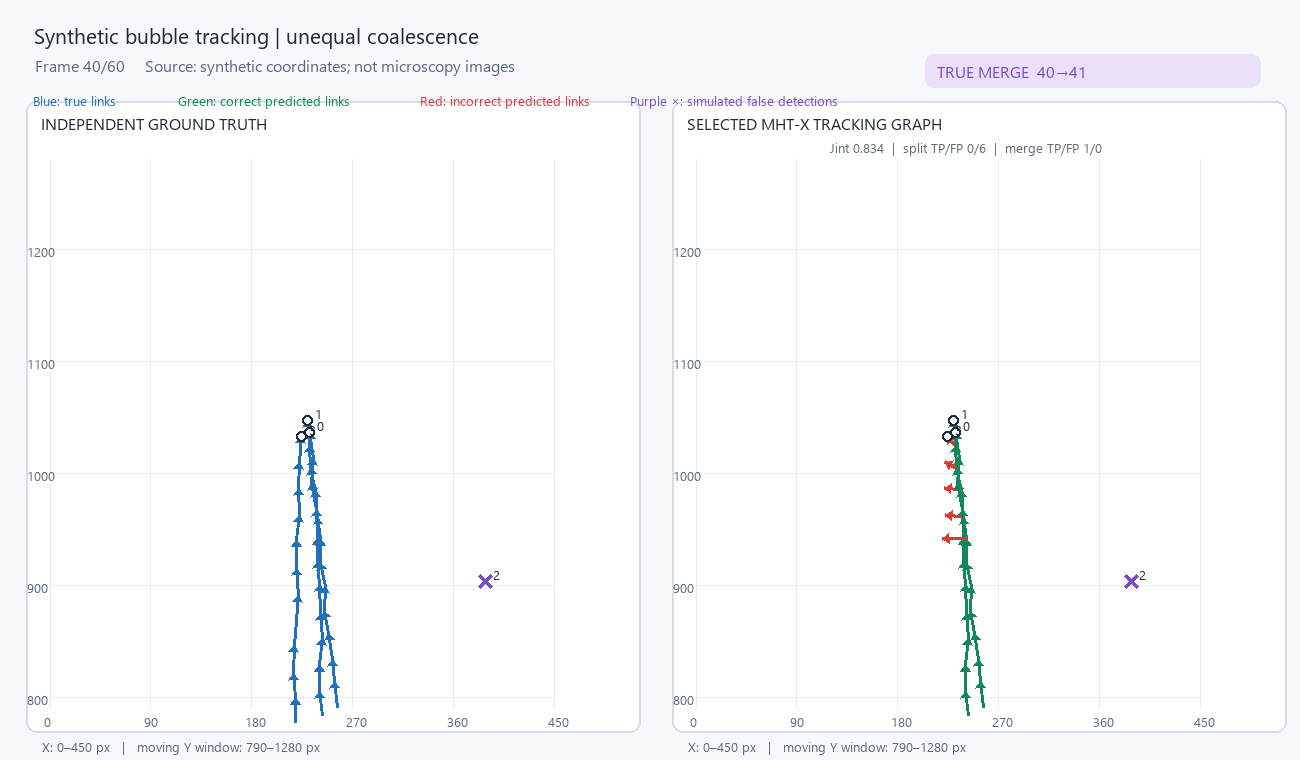 Synthetic bubble tracking | unequal coalescence
Frame 40/60 Source: synthetic coordinates; not microscopy images
TRUE MERGE 40→41
Blue: true links Green: correct predicted links Red: incorrect predicted links Purple ×: simulated false detections
INDEPENDENT GROUND TRUTH
1200
1100
1
0
1000
2
900
800
0 90 180 270 360 450
X: 0–450 px | moving Y window: 790–1280 px
SELECTED MHT-X TRACKING GRAPH
Jint 0.834 | split TP/FP 0/6 | merge TP/FP 1/0
1200
1100
1
0
1000
2
900
800
0 90 180 270 360 450
X: 0–450 px | moving Y window: 790–1280 px